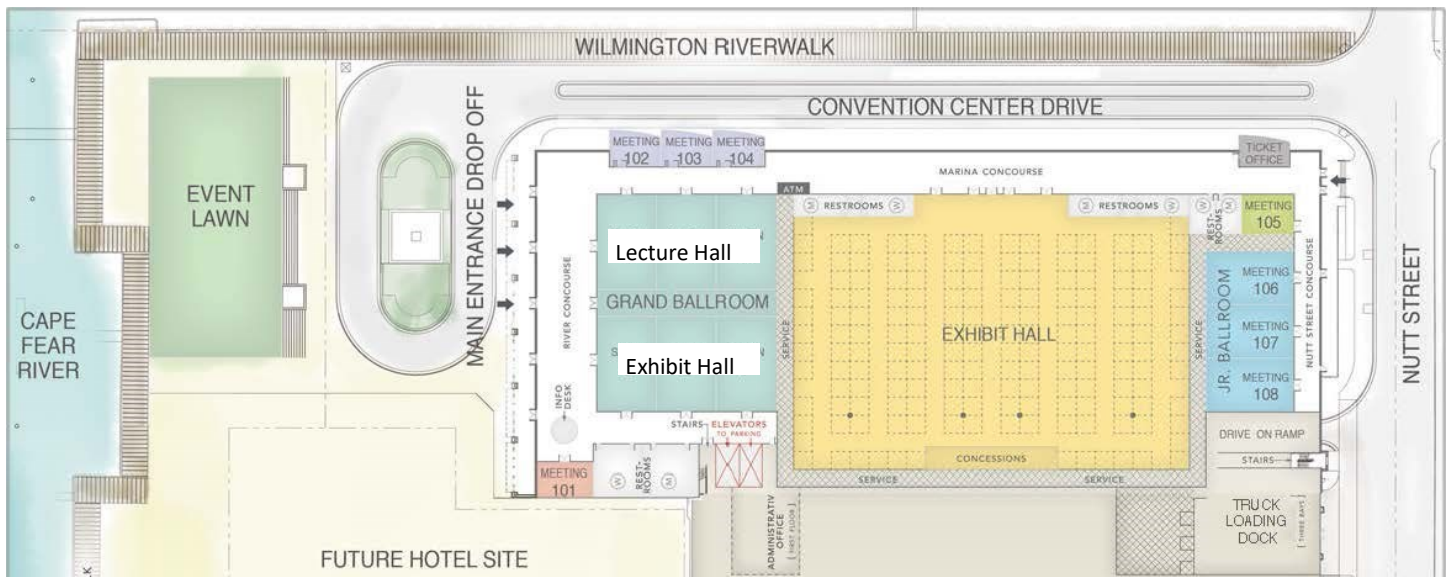 WILMINGTON RIVERWALK
CONVENTION CENTER DRIVE
MAIN ENTRANCE DROP OFF
EVENT
LAWN
CAPE
FEAR
RIVER
MEETING
102
MEETING
103
MEETING
104
TICKET
OFFICE
MARINA CONCOURSE
ATM
M RESTROOMS W
M RESTROOMS W
REST-
ROOMS
W
M
MEETING
105
Lecture Hall
GRAND BALLROOM
Exhibit Hall
RIVER CONCOURSE
SERVICE
EXHIBIT HALL
SERVICE
JR. BALLROOM
MEETING
106
MEETING
107
MEETING
108
NUTT STREET CONCOURSE
NUTT STREET
INFO
DESK
STAIRS
ELEVATORS
TO PARKING
CONCESSIONS
DRIVE ON RAMP
STAIRS
MEETING
101
W
REST-
ROOMS
M
SERVICE
SERVICE
ADMINISTRATIV
OFFICE
[ FIRST FLOOR ]
TRUCK
LOADING
DOCK
[ THREE BAYS ]
FUTURE HOTEL SITE